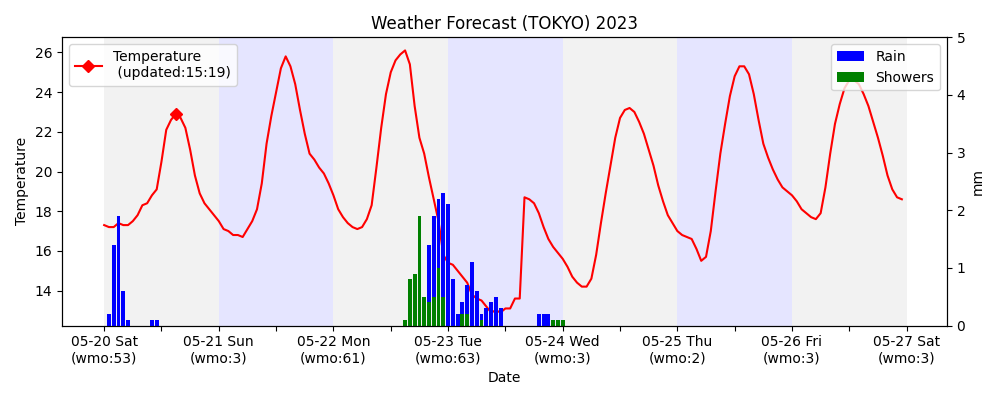 Weather Forecast (TOKYO) 2023
Temperature
(updated:15:19)
Rain
Showers
26
24
22
20
18
16
14
Temperature
5
4
3
2
1
0
mm
05-20 Sat
(wmo:53)
05-21 Sun
(wmo:3)
05-22 Mon
(wmo:61)
05-23 Tue
(wmo:63)
05-24 Wed
(wmo:3)
05-25 Thu
(wmo:2)
05-26 Fri
(wmo:3)
05-27 Sat
(wmo:3)
Date